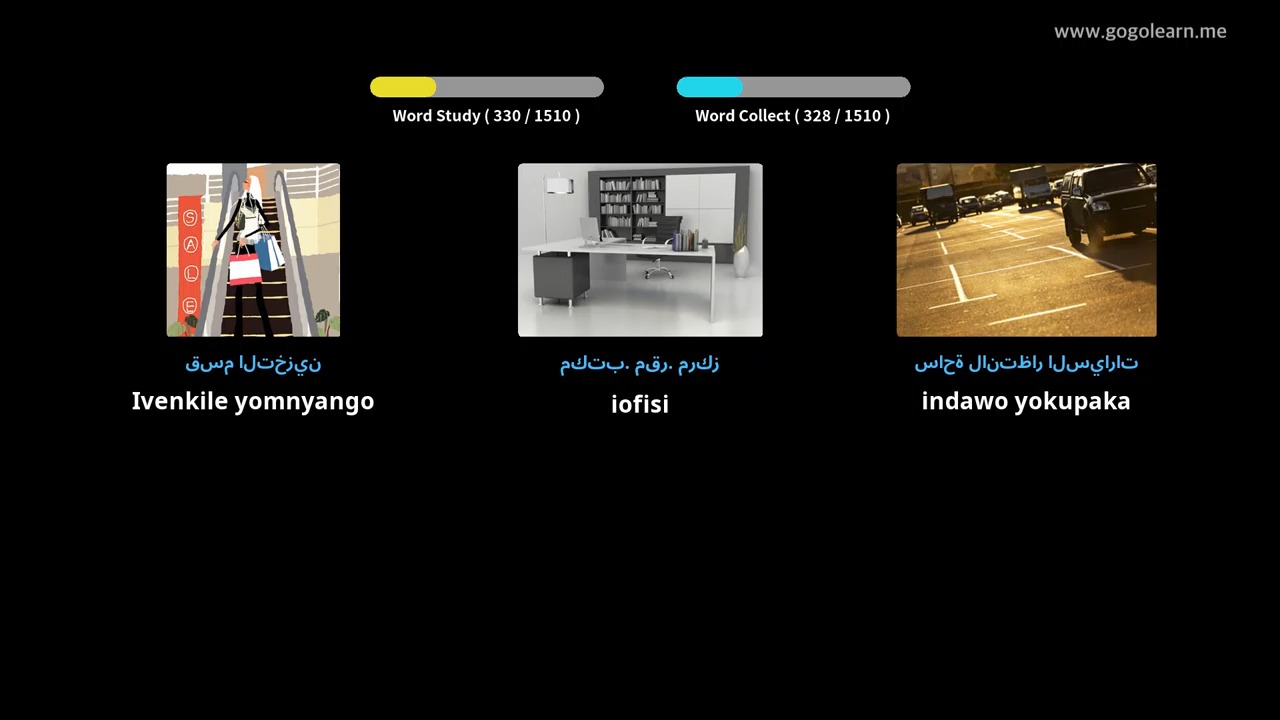 www.gogolearn.me
Word Study ( 330 / 1510 )
Word Collect ( 328 / 1510 )
S
A
L
E
قسم التخزين
Ivenkile yomnyango
مكتب. مقر. مركز
iofisi
ساحة لانتظار السيارات
indawo yokupaka